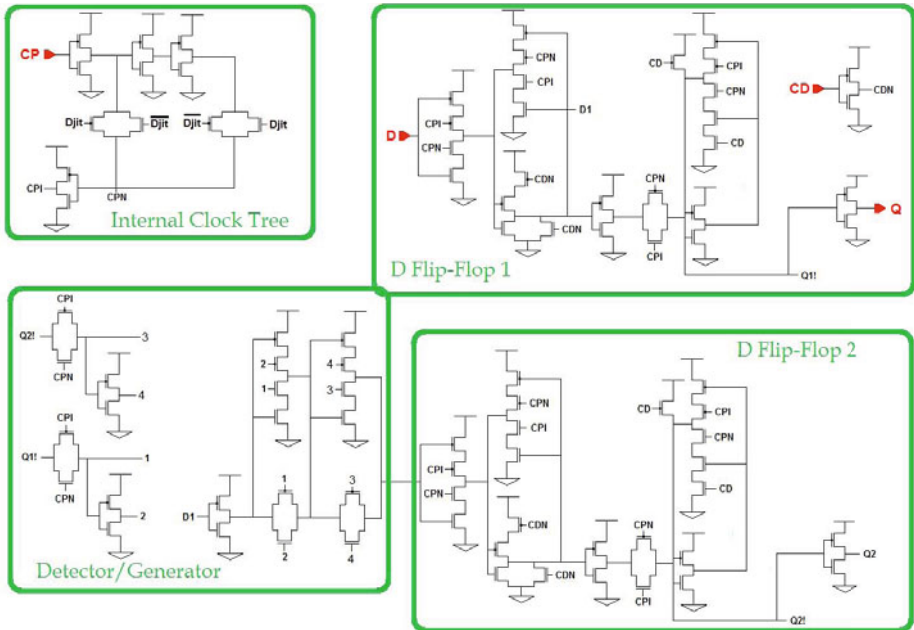 CP
Djit
D̅j̅i̅t̅
D̅j̅i̅t̅
Djit
CPI
CPN
Internal Clock Tree
D
CPI
CPN
CPN
CPI
D1
CDN
CDN
CPN
CPI
CD
CPI
CPN
CD
CD
CDN
Q
Q1!
D Flip-Flop 1
CPI
Q2!
3
CPN
4
CPI
Q1!
1
CPN
2
2
1
4
3
D1
1
2
3
4
Detector/Generator
D Flip-Flop 2
CPI
CPN
CPN
CPI
CDN
CDN
CPN
CPI
CD
CPI
CPN
CD
Q2
Q2!